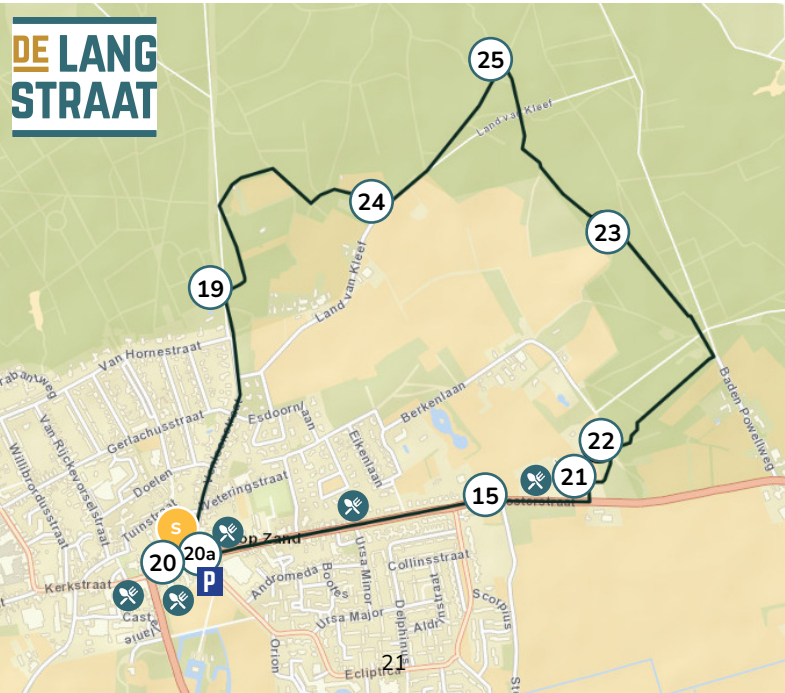 DE LANG
STRAAT
25
Land van Kleef
24
23
19
Land van Kleef
Van Hornestraat
Baden Powellweg
Esdoornlaan
Berkenlaan
Gerlachusstraat
Van Rijckevorselstraat
Eikenlaan
Willibrordusstraat
22
Doelen
21
Weteringstraat
15
Tuinstraat
S
op Zand
20a
20
P
Kerkstraat
Andromeda
Bootes
Ursa Minor
Collinsstraat
Scorpius
Ursa Major
Delphinus
Aldr
Cast
Orion
21
Ecliptica